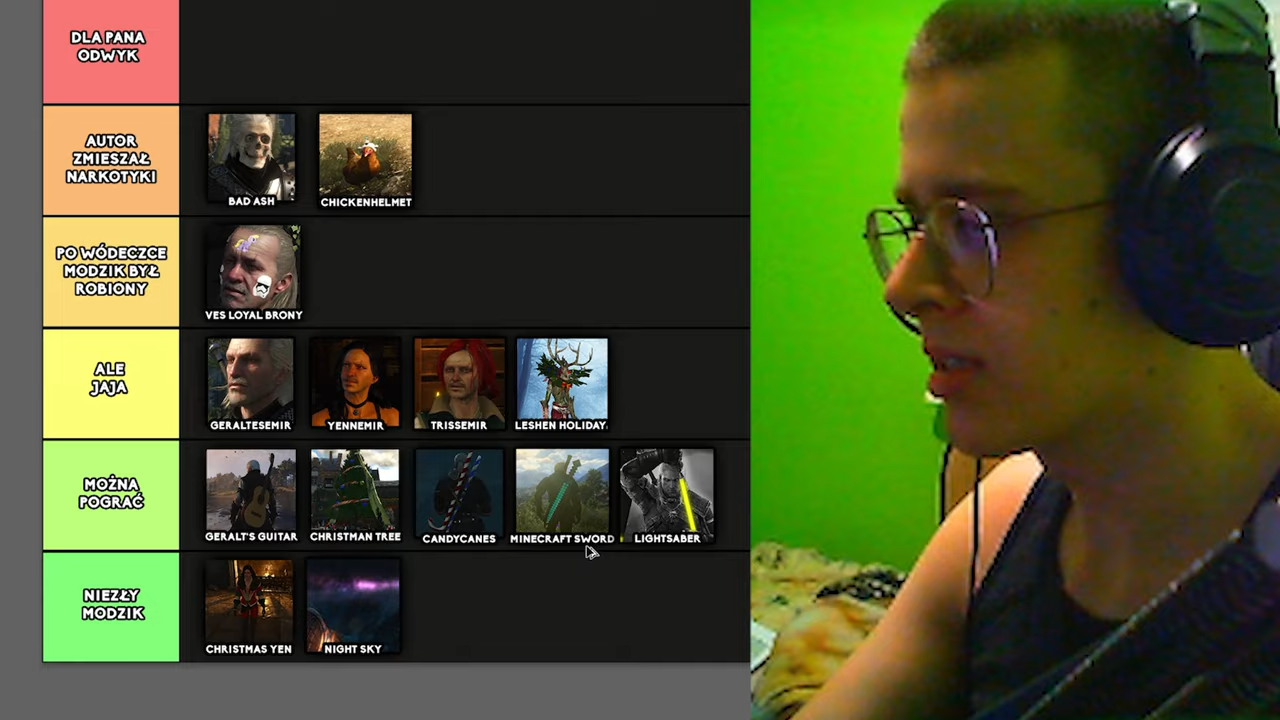 DLA PANA
ODWYK
AUTOR
ZMIESZAŁ
NARKOTYKI
BAD ASH
CHICKENHELMET
PO WÓDECZCE
MODZIK BYŁ
ROBIONY
VES LOYAL BRONY
ALE
JAJA
GERALTESEMIR
YENNEMIR
TRISSEMIR
LESHEN HOLIDAY
MOŻNA
POGRAĆ
GERALT'S GUITAR
CHRISTMAN TREE
CANDYCANES
MINECRAFT SWORD
LIGHTSABER
NIEZŁY
MODZIK
CHRISTMAS YEN
NIGHT SKY